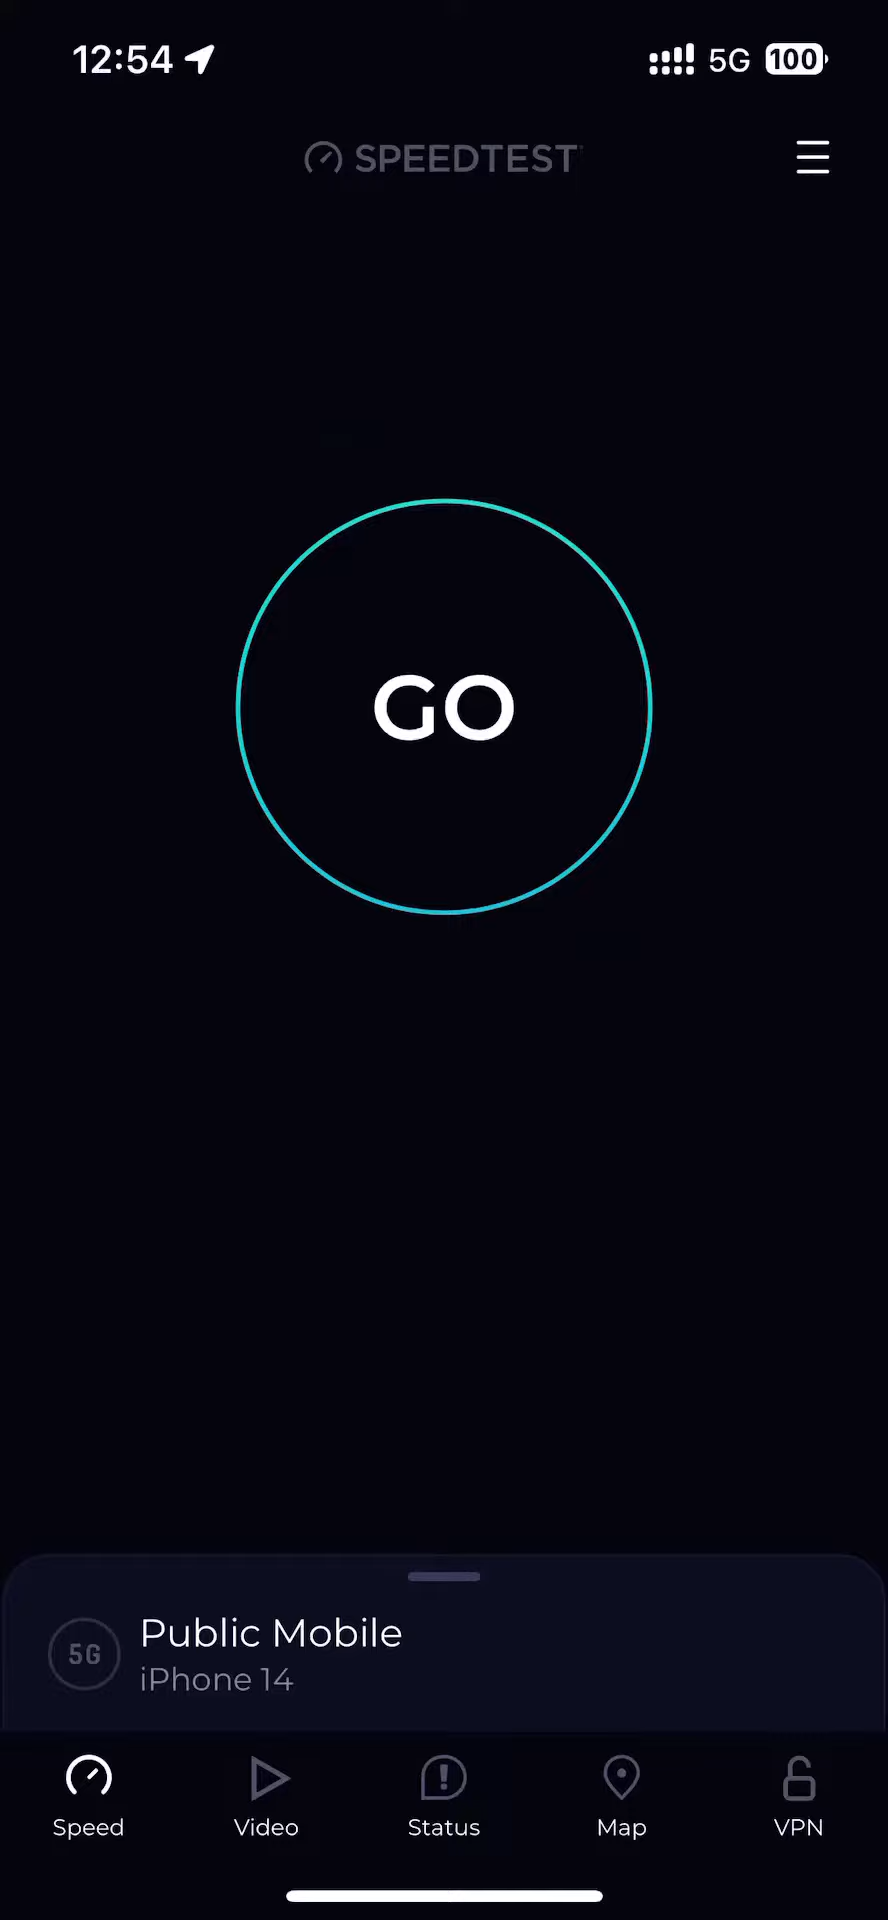 12:54
5G
100
SPEEDTEST
GO
5G
Public Mobile
iPhone 14
Speed
Video
Status
Map
VPN